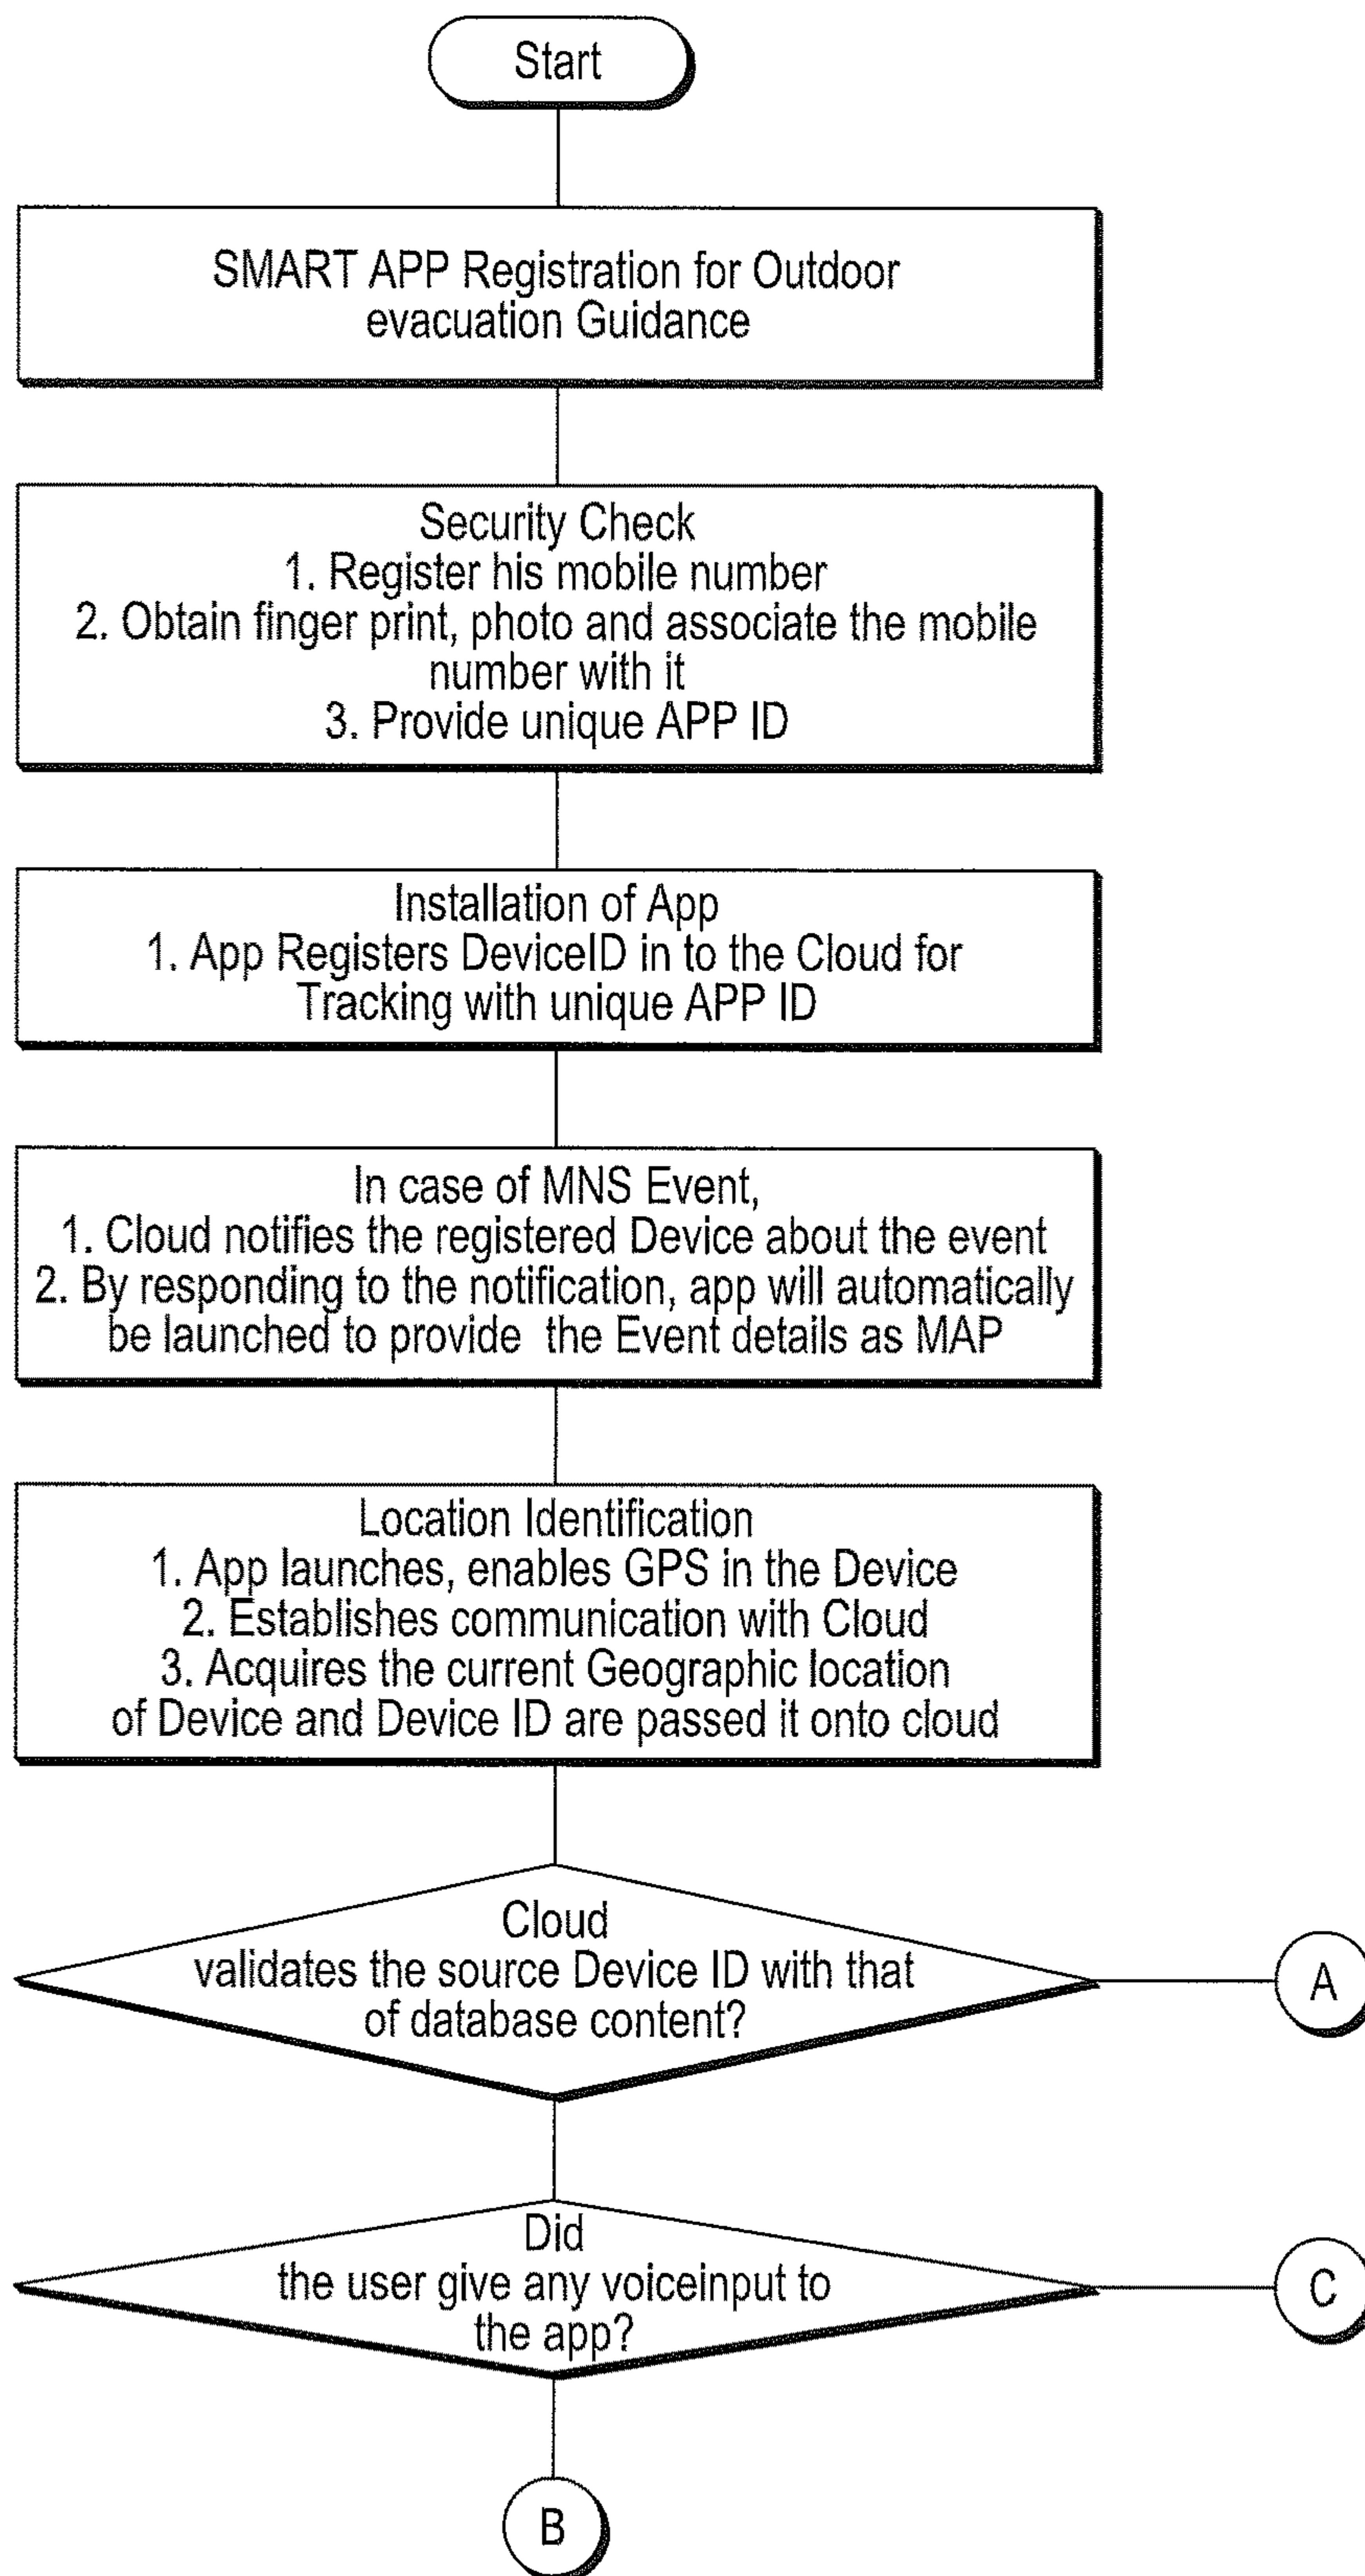 Start
SMART APP Registration for Outdoor
evacuation Guidance
Security Check
1. Register his mobile number
2. Obtain finger print, photo and associate the mobile
number with it
3. Provide unique APP ID
Installation of App
1. App Registers DeviceID in to the Cloud for
Tracking with unique APP ID
In case of MNS Event,
1. Cloud notifies the registered Device about the event
2. By responding to the notification, app will automatically
be launched to provide the Event details as MAP
Location Identification
1. App launches, enables GPS in the Device
2. Establishes communication with Cloud
3. Acquires the current Geographic location
of Device and Device ID are passed it onto cloud
Cloud
validates the source Device ID with that
of database content?
A
Did
the user give any voiceinput to
the app?
C
B